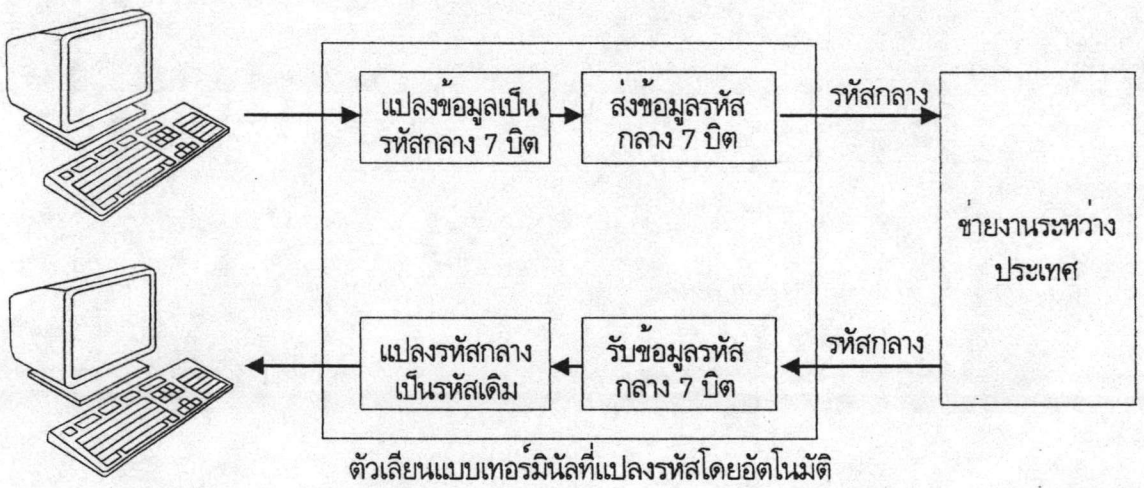 แปลงข้อมูลเป็น
รหัสกลาง 7 บิต
ส่งข้อมูลรหัส
กลาง 7 บิต
รหัสกลาง
ข่ายงานระหว่าง
ประเทศ
แปลงรหัสกลาง
เป็นรหัสเดิม
รับข้อมูลรหัส
กลาง 7 บิต
รหัสกลาง
ตัวเลียนแบบเทอร์มินัลที่แปลงรหัสโดยอัตโนมัติ